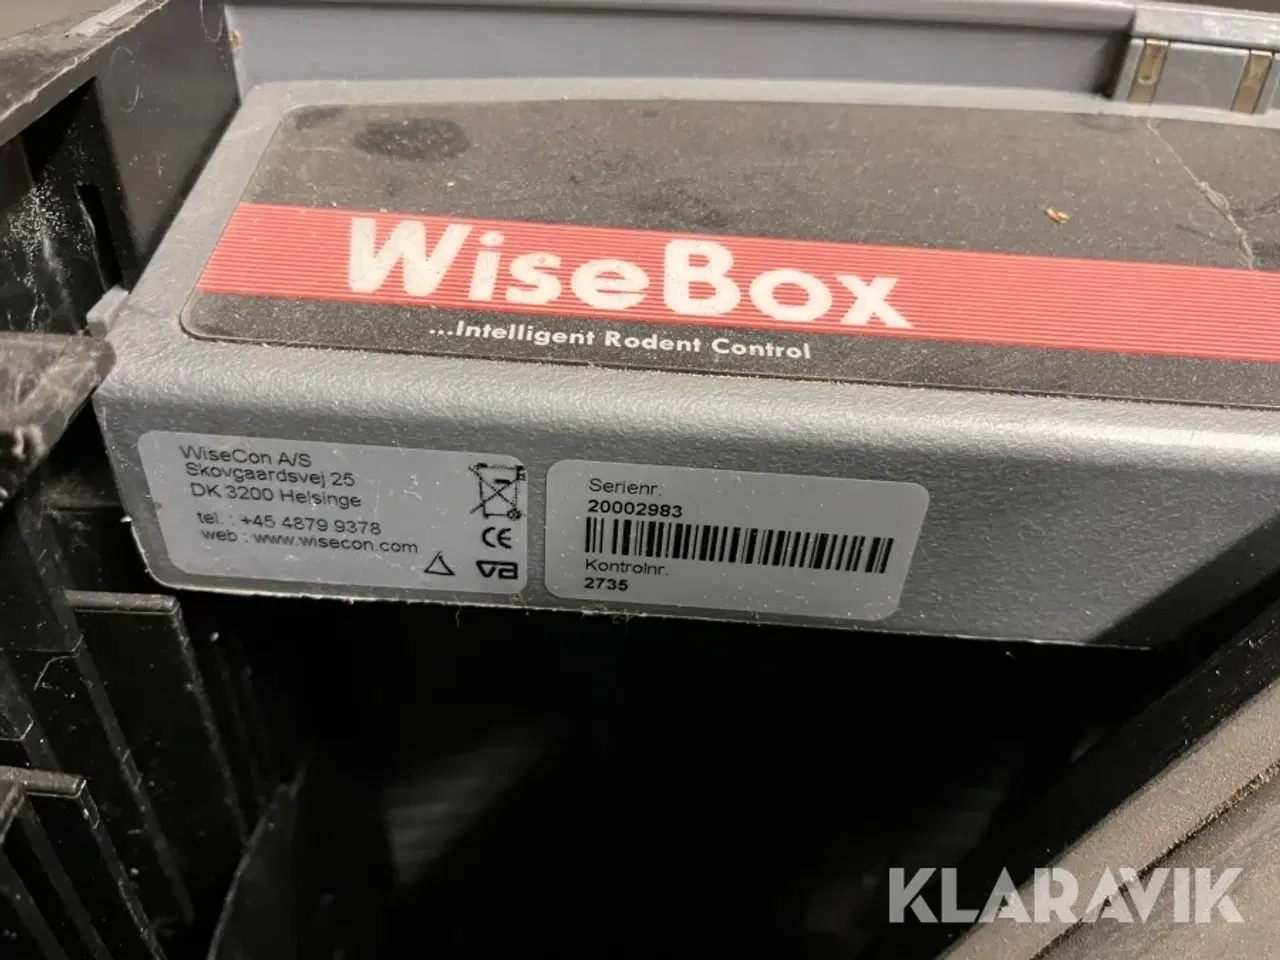 WiseBox
...Intelligent Rodent Control
WiseCon A/S
Skovgaardsvej 25
DK 3200 Helsinge
tel. : +45 4879 9378
web : www.wisecon.com
CE
va
Serienr.
20002983
Kontrolnr.
2735
KLARAVIK